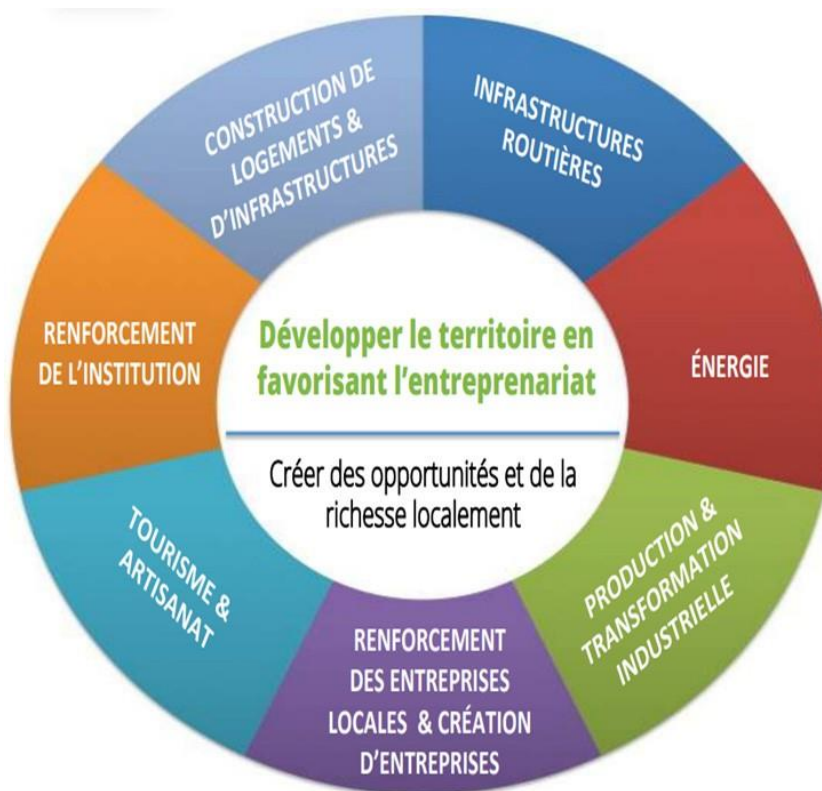 CONSTRUCTION DE
LOGEMENTS &
D'INFRASTRUCTURES
INFRASTRUCTURES
ROUTIÈRES
RENFORCEMENT
DE L'INSTITUTION
Développer le territoire en
favorisant l'entreprenariat
ÉNERGIE
Créer des opportunités et de la
richesse localement
TOURISME &
ARTISANAT
PRODUCTION &
TRANSFORMATION
INDUSTRIELLE
RENFORCEMENT
DES ENTREPRISES
LOCALES & CRÉATION
D'ENTREPRISES